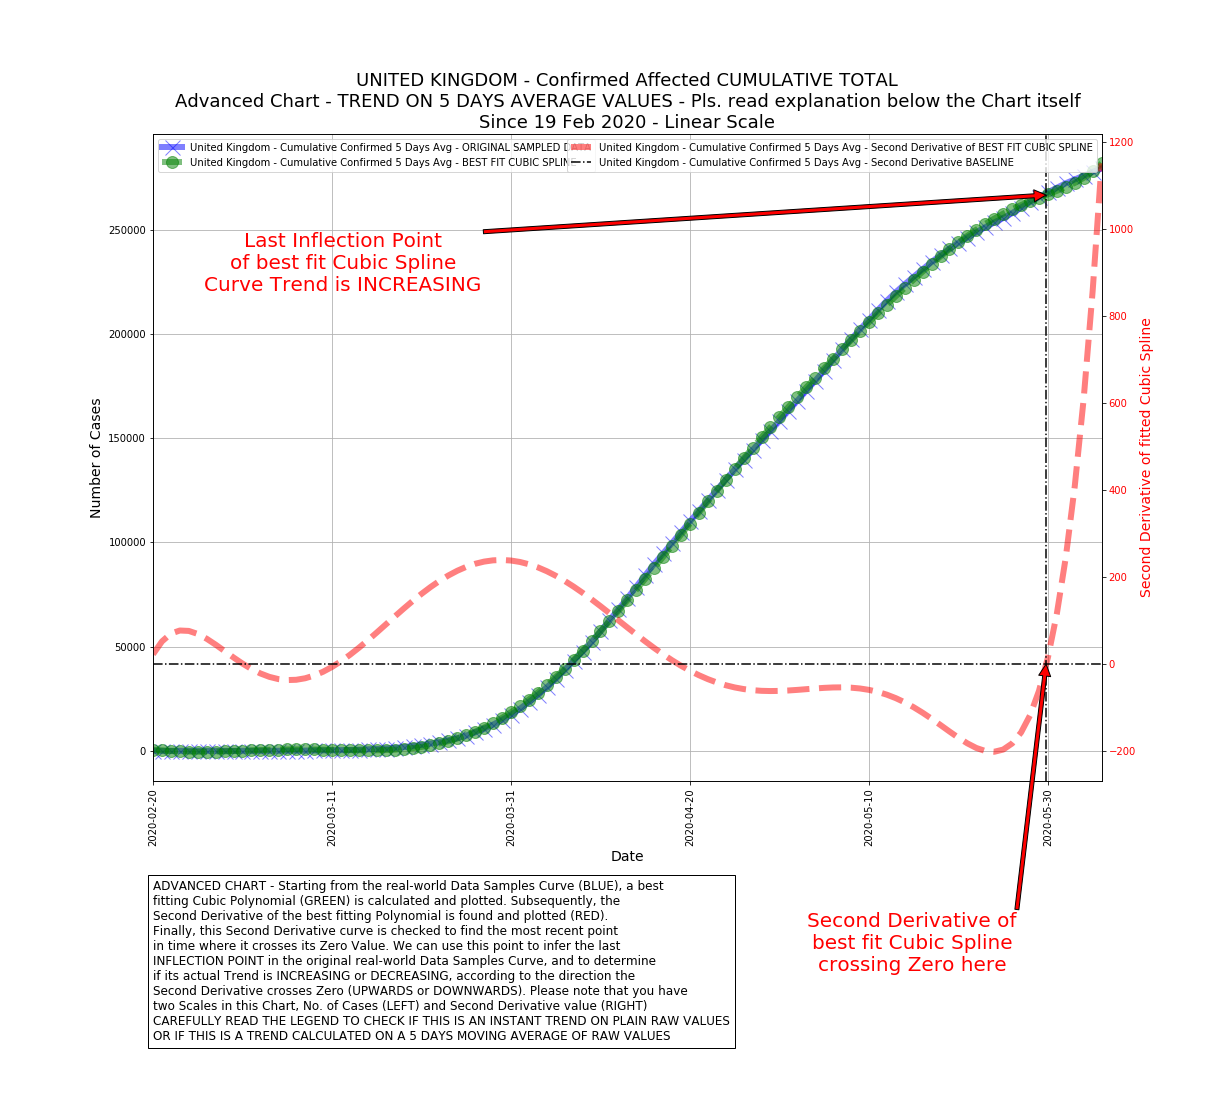 UNITED KINGDOM - Confirmed Affected CUMULATIVE TOTAL
Advanced Chart - TREND ON 5 DAYS AVERAGE VALUES - Pls. read explanation below the Chart itself
Since 19 Feb 2020 - Linear Scale
United Kingdom - Cumulative Confirmed 5 Days Avg - ORIGINAL SAMPLED
United Kingdom - Cumulative Confirmed 5 Days Avg - BEST FIT CUBIC SPLINE
United Kingdom - Cumulative Confirmed 5 Days Avg - Second Derivative of BEST FIT CUBIC SPLINE
United Kingdom - Cumulative Confirmed 5 Days Avg - Second Derivative BASELINE
Last Inflection Point
of best fit Cubic Spline
Curve Trend is INCREASING
Number of Cases
250000
200000
150000
100000
50000
0
1200
1000
800
600
400
200
0
−200
Second Derivative of fitted Cubic Spline
2020-02-20
2020-03-11
2020-03-31
2020-04-20
2020-05-10
2020-05-30
Date
ADVANCED CHART - Starting from the real-world Data Samples Curve (BLUE), a best
fitting Cubic Polynomial (GREEN) is calculated and plotted. Subsequently, the
Second Derivative of the best fitting Polynomial is found and plotted (RED).
Finally, this Second Derivative curve is checked to find the most recent point
in time where it crosses its Zero Value. We can use this point to infer the last
INFLECTION POINT in the original real-world Data Samples Curve, and to determine
if its actual Trend is INCREASING or DECREASING, according to the direction the
Second Derivative crosses Zero (UPWARDS or DOWNWARDS). Please note that you have
two Scales in this Chart, No. of Cases (LEFT) and Second Derivative value (RIGHT)
CAREFULLY READ THE LEGEND TO CHECK IF THIS IS AN INSTANT TREND ON PLAIN RAW VALUES
OR IF THIS IS A TREND CALCULATED ON A 5 DAYS MOVING AVERAGE OF RAW VALUES
Second Derivative of
best fit Cubic Spline
crossing Zero here